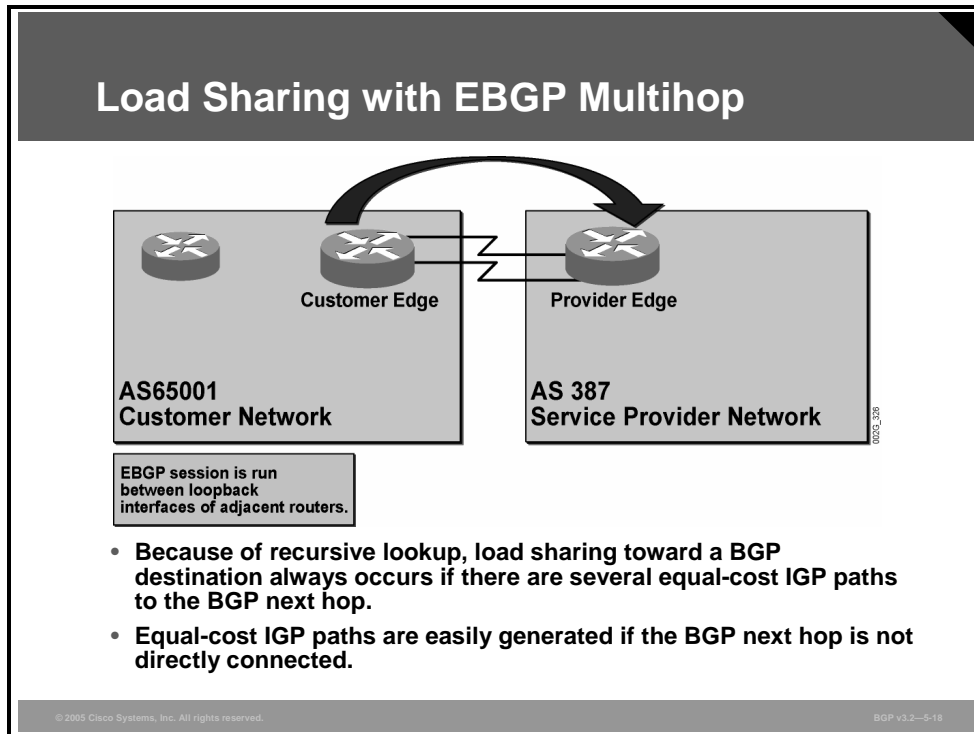 Load Sharing with EBGP Multihop
Customer Edge
Provider Edge
AS65001
Customer Network
AS 387
Service Provider Network
002G_326
EBGP session is run
between loopback
interfaces of adjacent routers.
• Because of recursive lookup, load sharing toward a BGP
destination always occurs if there are several equal-cost IGP paths
to the BGP next hop.
• Equal-cost IGP paths are easily generated if the BGP next hop is not
directly connected.
© 2005 Cisco Systems, Inc. All rights reserved.
BGP v3.2—5-18